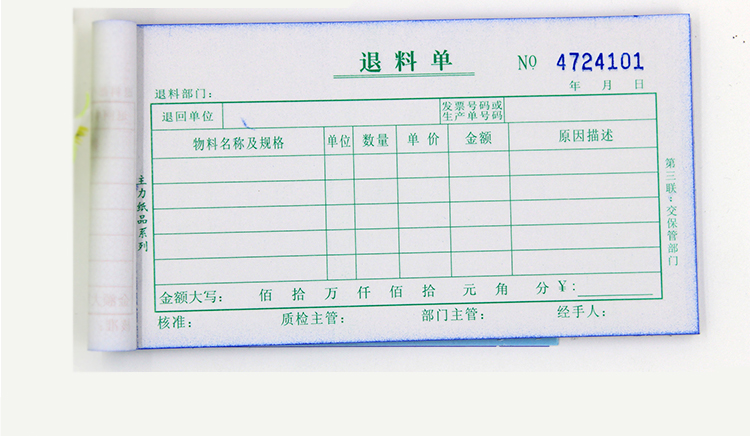 退料单
NO 4724101
退料部门：
年 月 日
退回单位
发票号码或
生产单号码
物料名称及规格 单位 数量 单价 金额 原因描述
主力纸品系列
第三联：交保管部门
金额大写： 佰 拾 万 仟 佰 拾 元 角 分 ¥：
核准： 质检主管： 部门主管： 经手人：